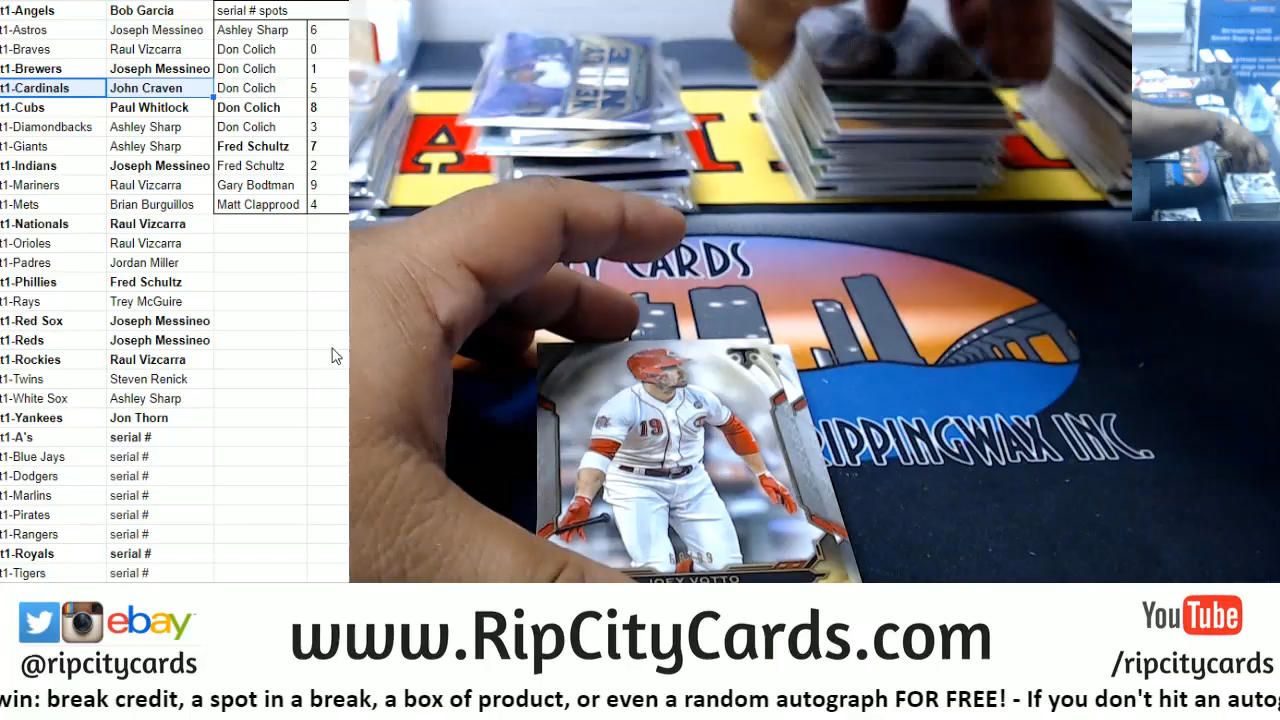 t1-Angels Bob Garcia serial # spots
t1-Astros Joseph Messineo Ashley Sharp 6
t1-Braves Raul Vizcarra Don Colich 0
t1-Brewers Joseph Messineo Don Colich 1
t1-Cardinals John Craven Don Colich 5
t1-Cubs Paul Whitlock Don Colich 8
t1-Diamondbacks Ashley Sharp Don Colich 3
t1-Giants Ashley Sharp Fred Schultz 7
t1-Indians Joseph Messineo Fred Schultz 2
t1-Mariners Raul Vizcarra Gary Bodtman 9
t1-Mets Brian Burguillos Matt Clapprood 4
t1-Nationals Raul Vizcarra
t1-Orioles Raul Vizcarra
t1-Padres Jordan Miller
t1-Phillies Fred Schultz
t1-Rays Trey McGuire
t1-Red Sox Joseph Messineo
t1-Reds Joseph Messineo
t1-Rockies Raul Vizcarra
t1-Twins Steven Renick
t1-White Sox Ashley Sharp
t1-Yankees Jon Thorn
t1-A's serial #
t1-Blue Jays serial #
t1-Dodgers serial #
t1-Marlins serial #
t1-Pirates serial #
t1-Rangers serial #
t1-Royals serial #
t1-Tigers serial #
CARDS
RIPPINGWAX INC.
19
JOEY VOTTO
ebay
@ripcitycards
www.RipCityCards.com
YouTube
/ripcitycards
win: break credit, a spot in a break, a box of product, or even a random autograph FOR FREE! - If you don't hit an autog